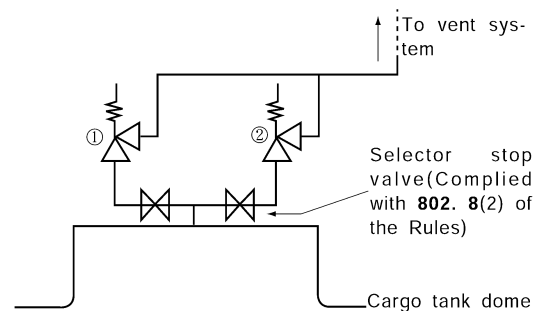 To vent sys-
tem
①
②
Selector stop
valve(Complied
with 802. 8(2) of
the Rules)
Cargo tank dome